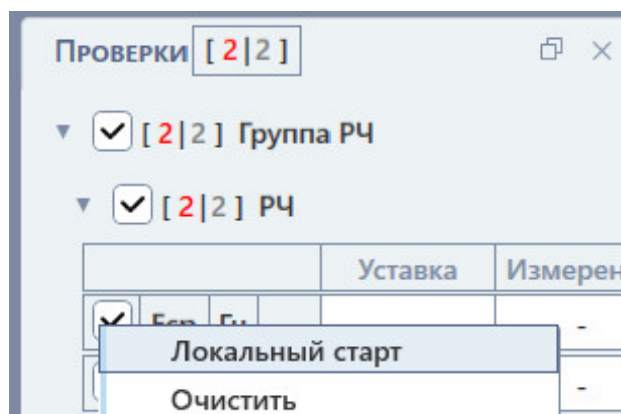 Проверки [ 2|2 ]
[ 2|2 ] Группа РЧ
[ 2|2 ] РЧ
Уставка Измерен
-
Локальный старт
-
Очистить